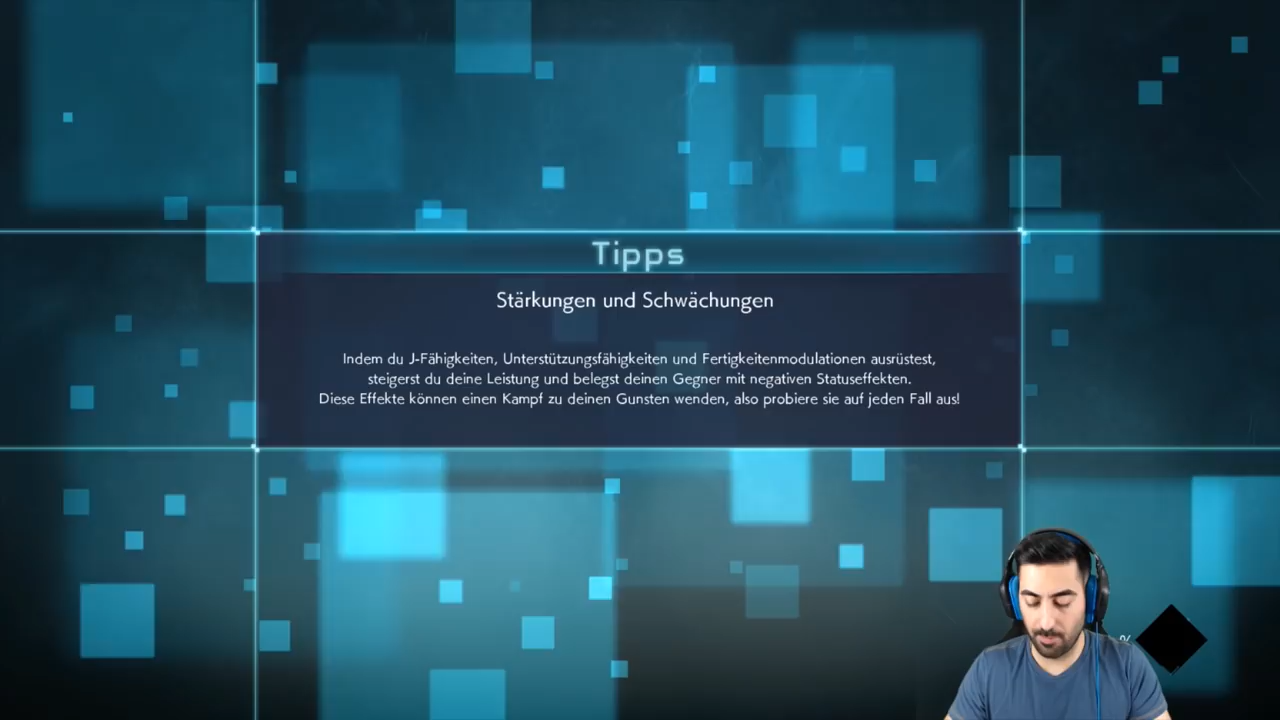 Tipps
Stärkungen und Schwächungen
Indem du J-Fähigkeiten, Unterstützungsfähigkeiten und Fertigkeitenmodulationen ausrüstest,
steigerst du deine Leistung und belegst deinen Gegner mit negativen Statuseffekten.
Diese Effekte können einen Kampf zu deinen Gunsten wenden, also probiere sie auf jeden Fall aus!
%